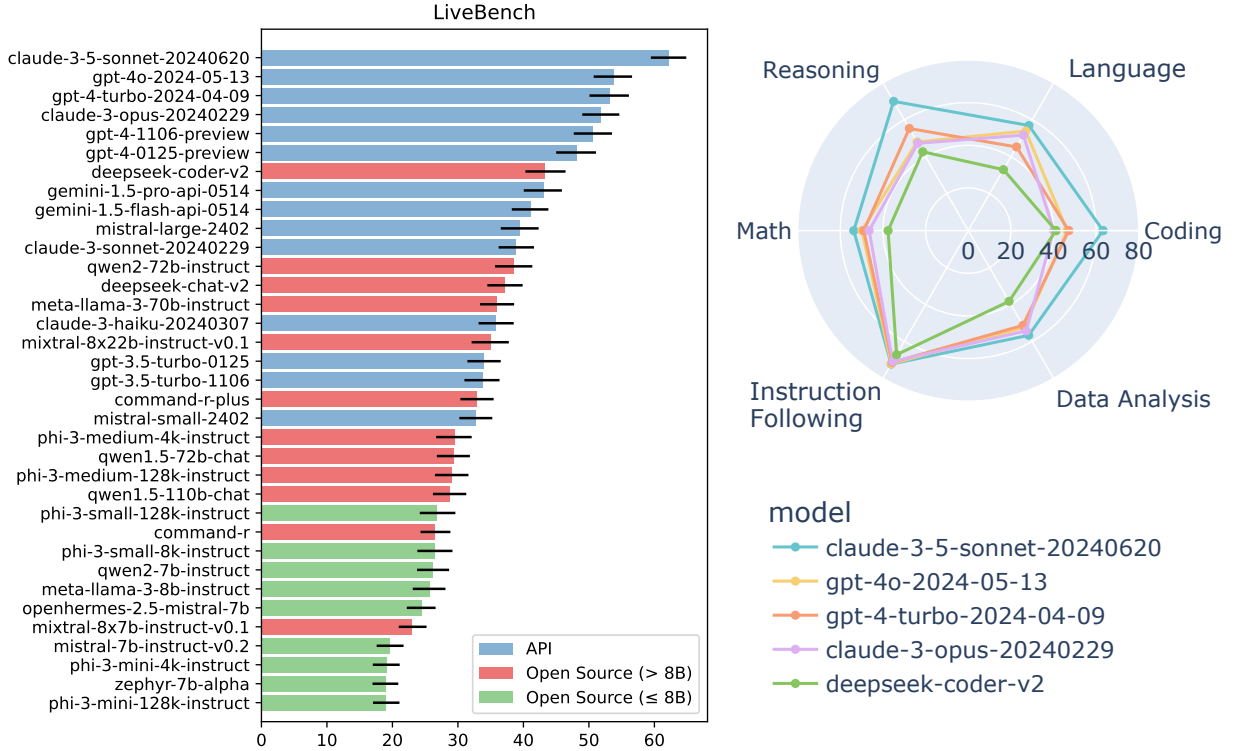 LiveBench
claude-3-5-sonnet-20240620
gpt-4o-2024-05-13
gpt-4-turbo-2024-04-09
claude-3-opus-20240229
gpt-4-1106-preview
gpt-4-0125-preview
deepseek-coder-v2
gemini-1.5-pro-api-0514
gemini-1.5-flash-api-0514
mistral-large-2402
claude-3-sonnet-20240229
qwen2-72b-instruct
deepseek-chat-v2
meta-llama-3-70b-instruct
claude-3-haiku-20240307
mixtral-8x22b-instruct-v0.1
gpt-3.5-turbo-0125
gpt-3.5-turbo-1106
command-r-plus
mistral-small-2402
phi-3-medium-4k-instruct
qwen1.5-72b-chat
phi-3-medium-128k-instruct
qwen1.5-110b-chat
phi-3-small-128k-instruct
command-r
phi-3-small-8k-instruct
qwen2-7b-instruct
meta-llama-3-8b-instruct
openhermes-2.5-mistral-7b
mixtral-8x7b-instruct-v0.1
mistral-7b-instruct-v0.2
phi-3-mini-4k-instruct
zephyr-7b-alpha
phi-3-mini-128k-instruct
0 10 20 30 40 50 60
API
Open Source (> 8B)
Open Source (≤ 8B)
Reasoning
Language
Math
Coding
0 20 40 60 80
Instruction
Following
Data Analysis
model
claude-3-5-sonnet-20240620
gpt-4o-2024-05-13
gpt-4-turbo-2024-04-09
claude-3-opus-20240229
deepseek-coder-v2